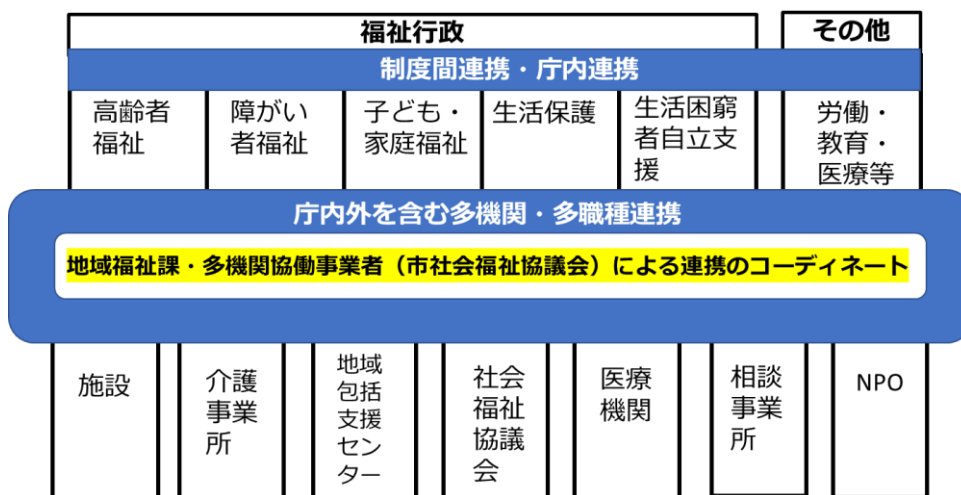 福祉行政
その他
制度間連携・庁内連携
高齢者
福祉
障がい
者福祉
子ども・
家庭福祉
生活保護
生活困窮
者自立支
援
労働・
教育・
医療等
庁内外を含む多機関・多職種連携
地域福祉課・多機関協働事業者（市社会福祉協議会）による連携のコーディネート
施設
介護
事業
所
地域
包括
支援
セン
ター
社会
福祉
協議
会
医療
機関
相談
事業
所
NPO